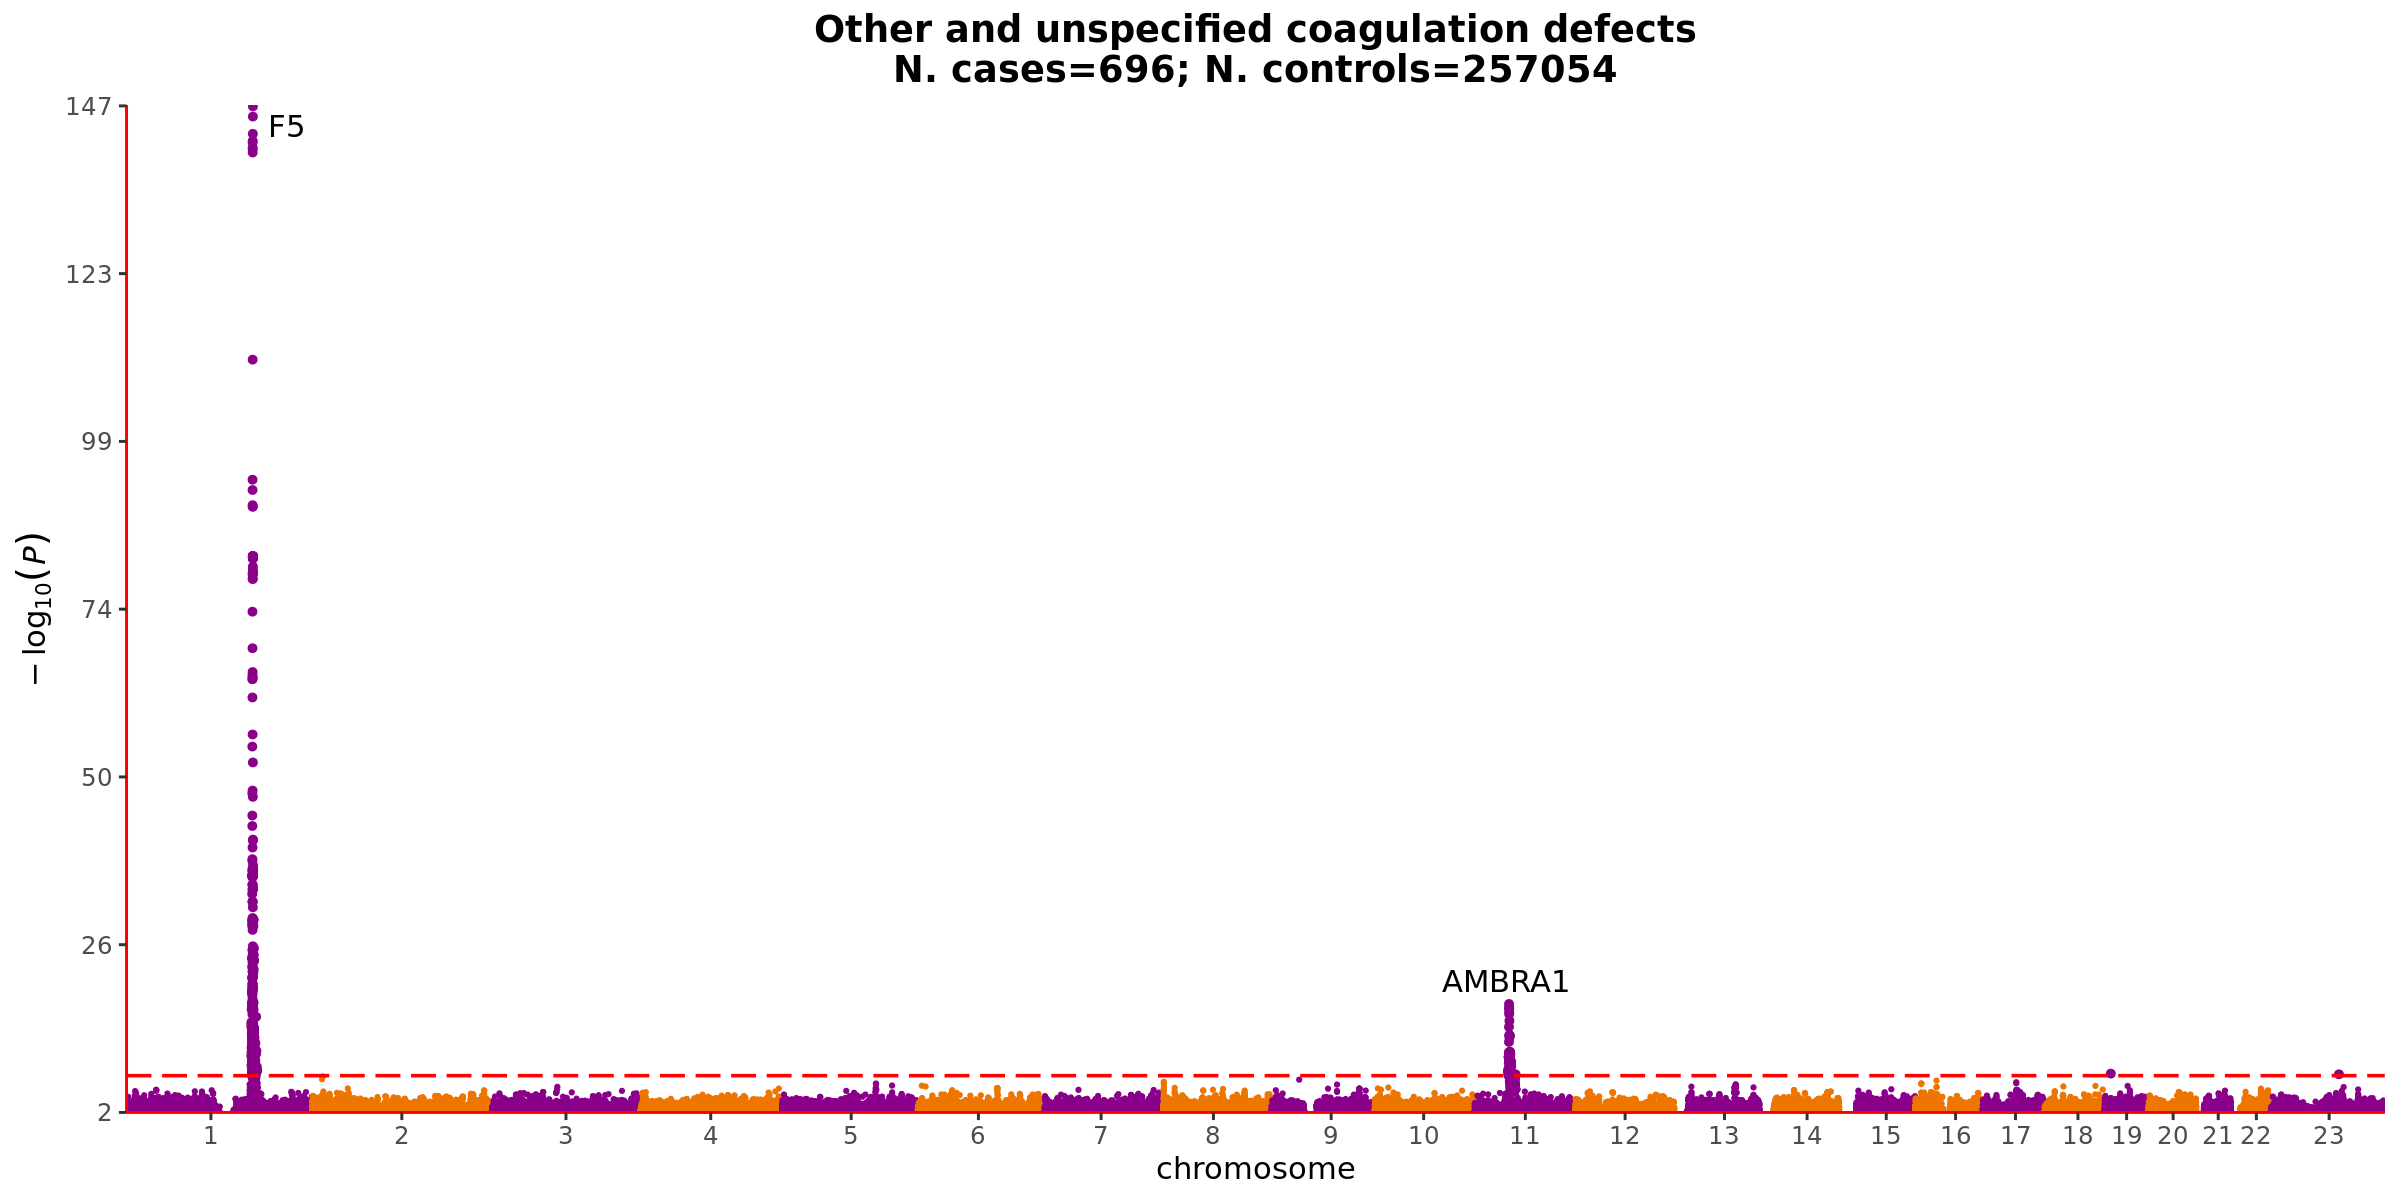 Other and unspecified coagulation defects
N. cases=696; N. controls=257054
147
F5
123
99
74
50
26
2
−log10(P)
AMBRA1
1 2 3 4 5 6 7 8 9 10 11 12 13 14 15 16 17 18 19 20 21 22 23
chromosome